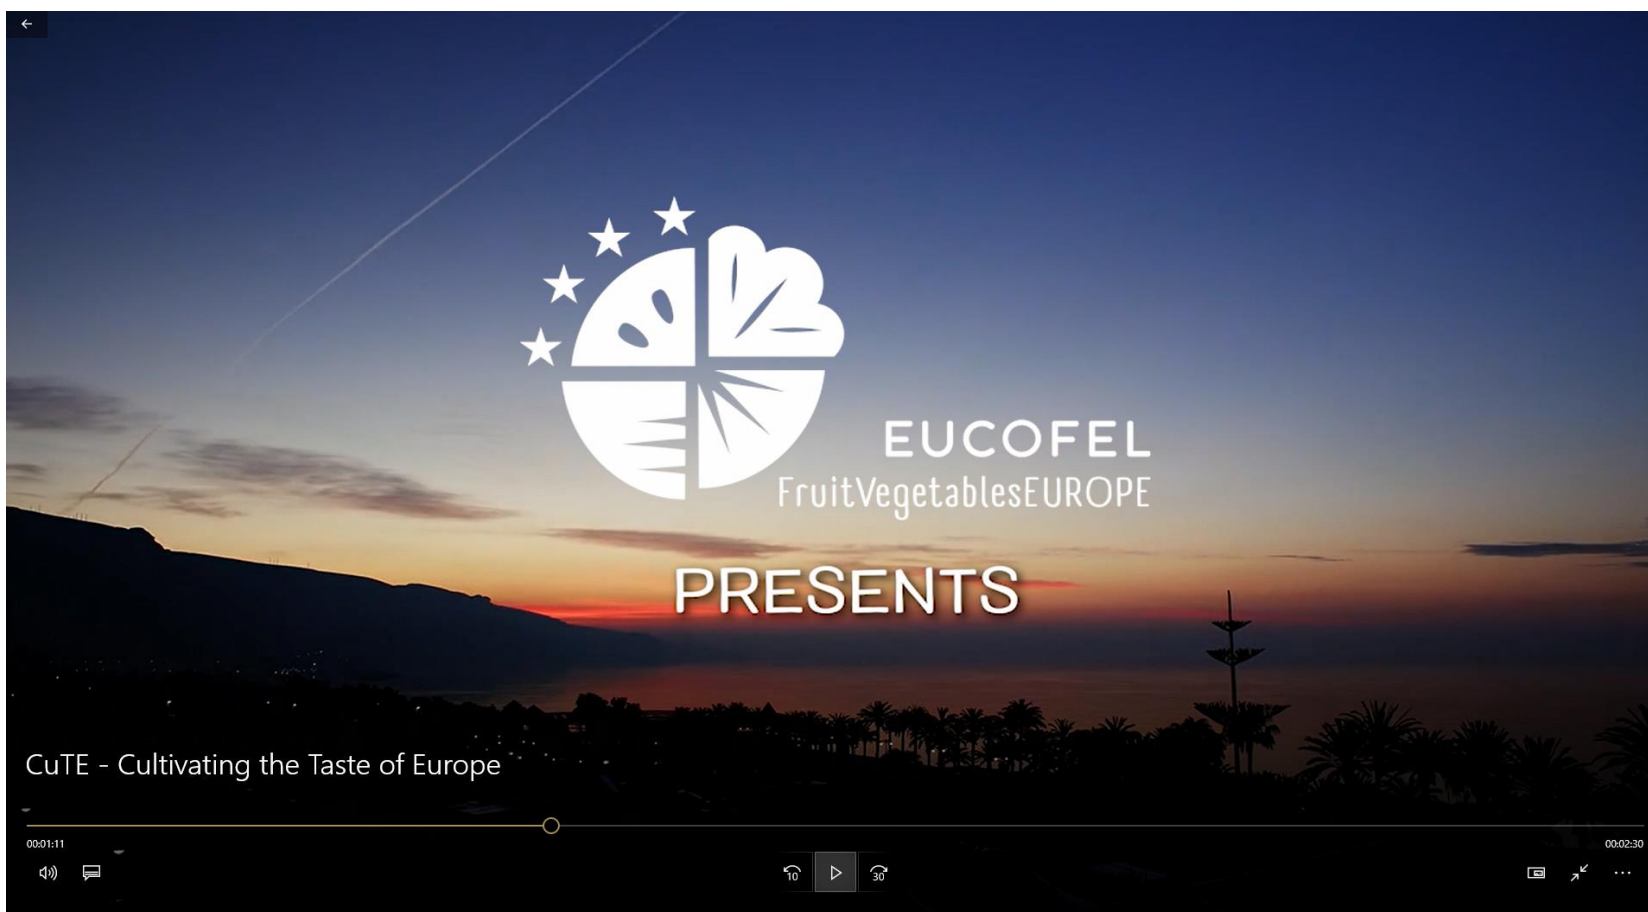 EUCOFEL
FruitVegetablesEUROPE
PRESENTS
CuTE - Cultivating the Taste of Europe
00:01:11
00:02:30
10
30